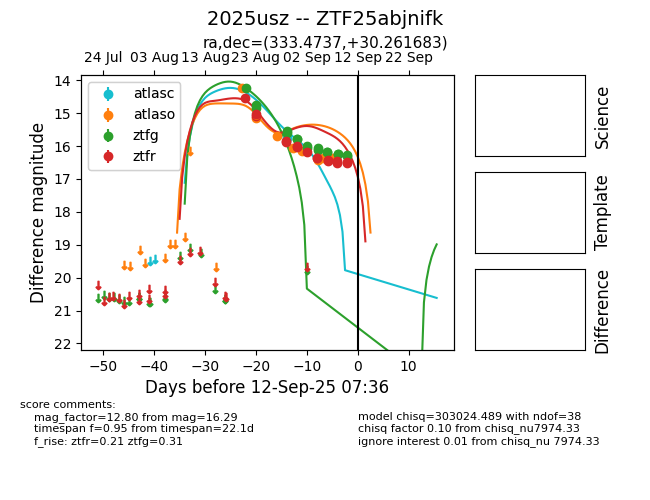 2025usz -- ZTF25abjnifk
ra,dec=(333.4737,+30.261683)
24 Jul 03 Aug 13 Aug 23 Aug 02 Sep 12 Sep 22 Sep
atlasc
atlaso
ztfg
ztfr
14
15
16
17
18
19
20
21
22
Difference magnitude
−50 −40 −30 −20 −10 0 10
Days before 12-Sep-25 07:36
Science
Template
Difference
score comments:
mag_factor=12.80 from mag=16.29
timespan f=0.95 from timespan=22.1d
f_rise: ztfr=0.21 ztfg=0.31
model chisq=303024.489 with ndof=38
chisq factor 0.10 from chisq_nu7974.33
ignore interest 0.01 from chisq_nu 7974.33